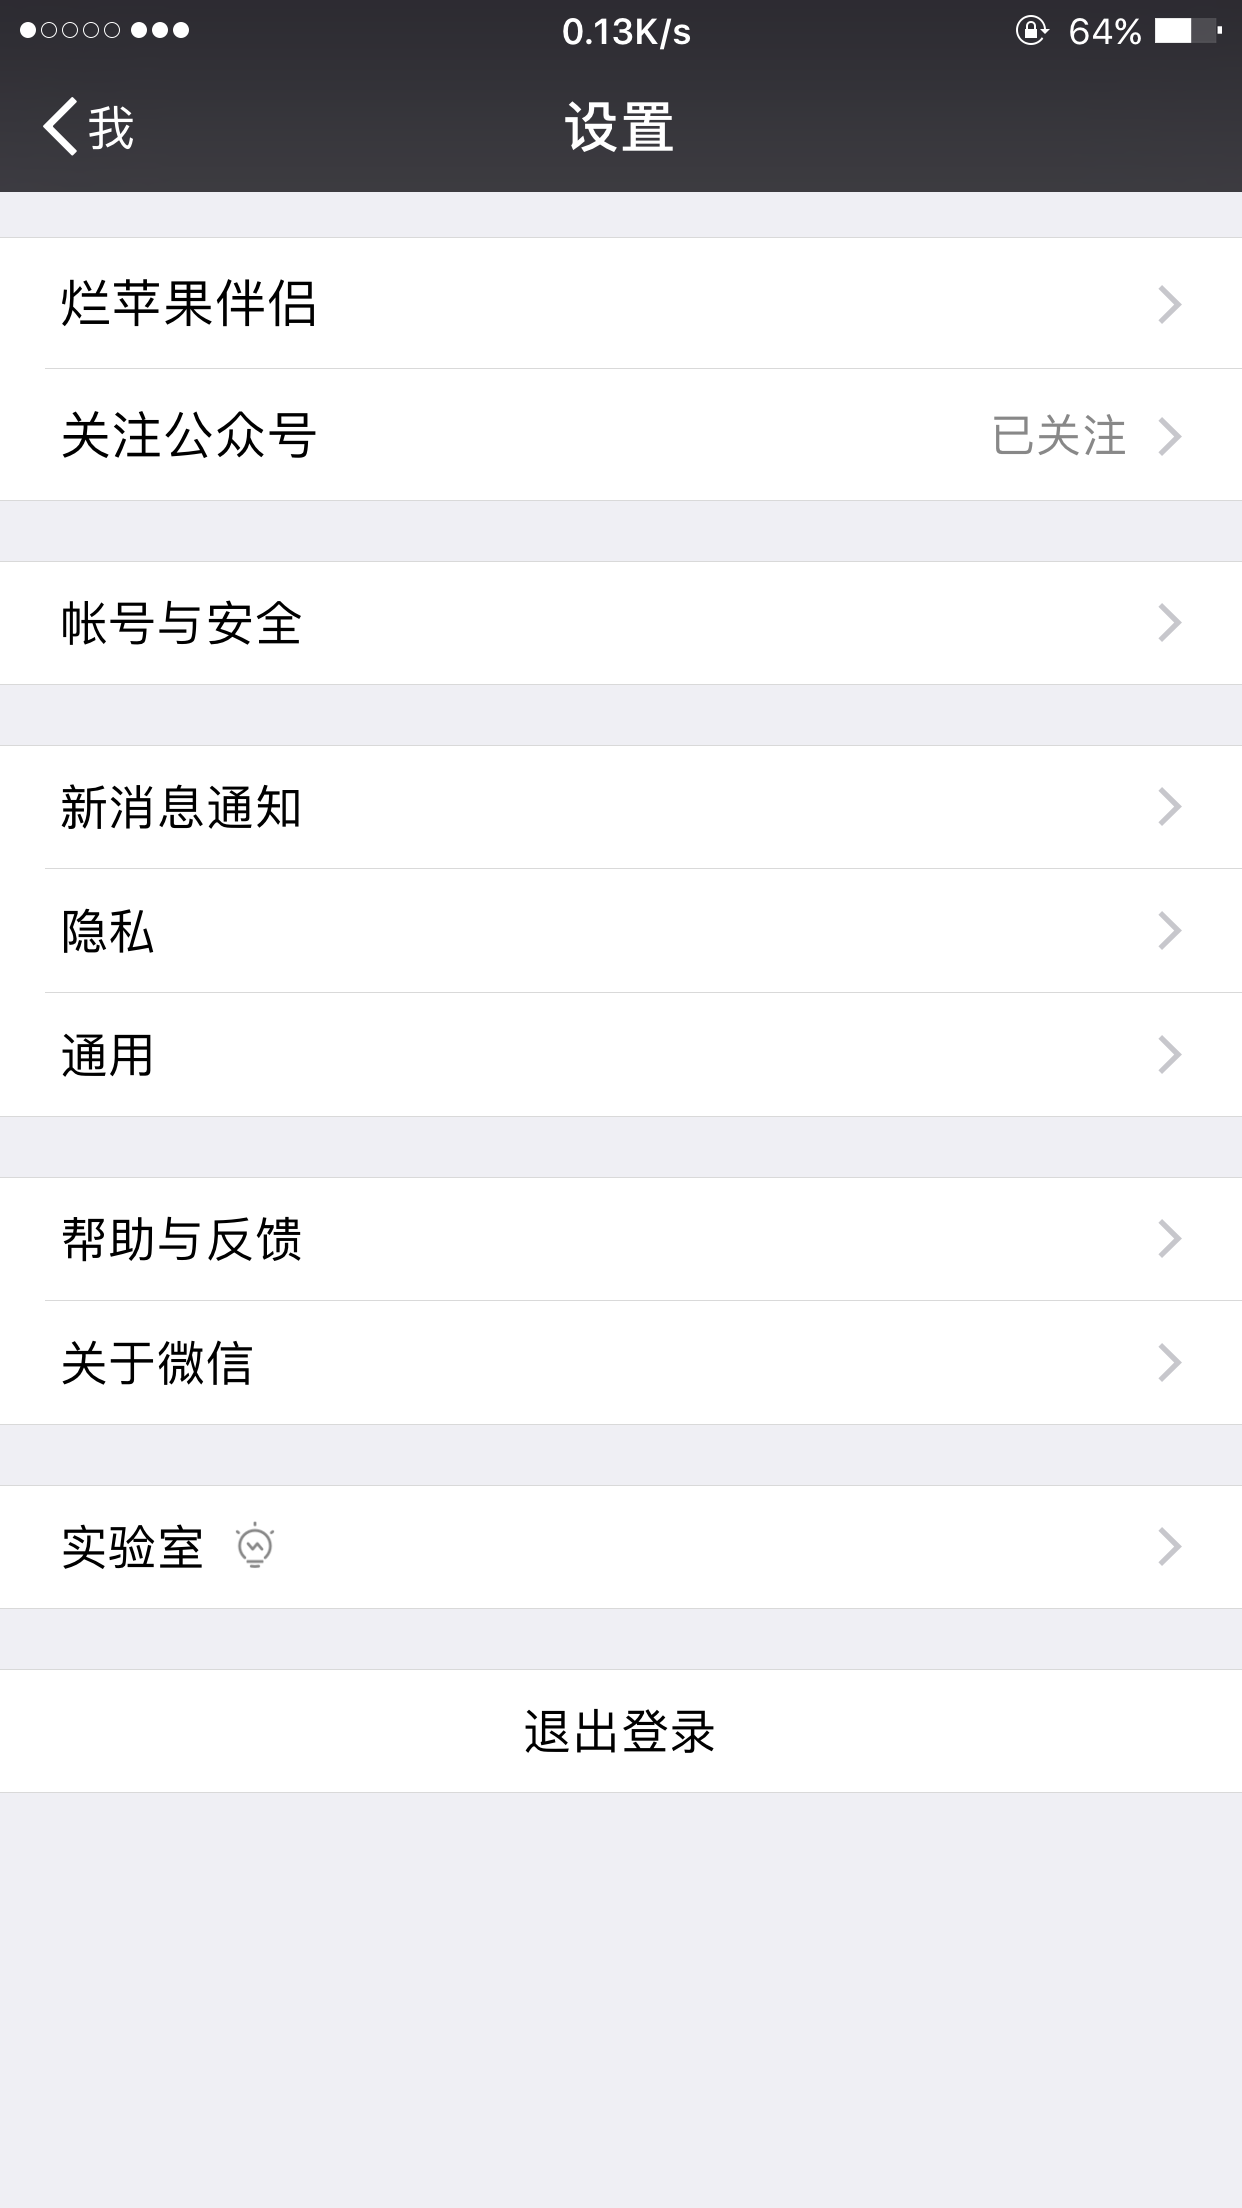 0.13K/s
64%
我
设置
烂苹果伴侣
关注公众号
已关注
帐号与安全
新消息通知
隐私
通用
帮助与反馈
关于微信
实验室
退出登录